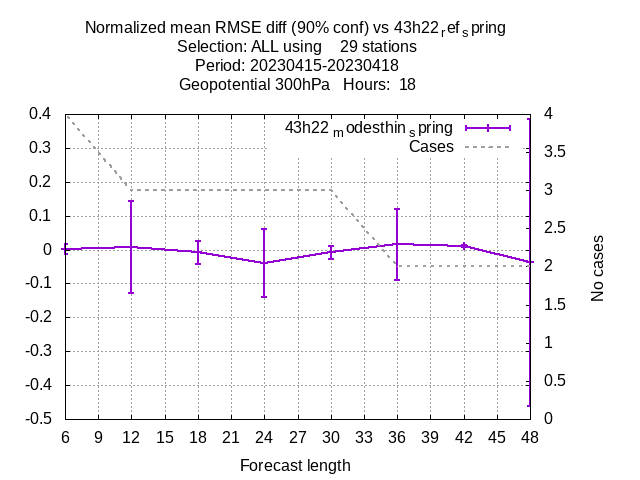 Normalized mean RMSE diff (90% conf) vs 43h22refspring
Selection: ALL using    29 stations
Period: 20230415-20230418
Geopotential 300hPa   Hours:  18
43h22modesthinspring
Cases
0.4
0.3
0.2
0.1
0
-0.1
-0.2
-0.3
-0.4
-0.5
4
3.5
3
2.5
2
1.5
1
0.5
0
No cases
6 9 12 15 18 21 24 27 30 33 36 39 42 45 48
Forecast length